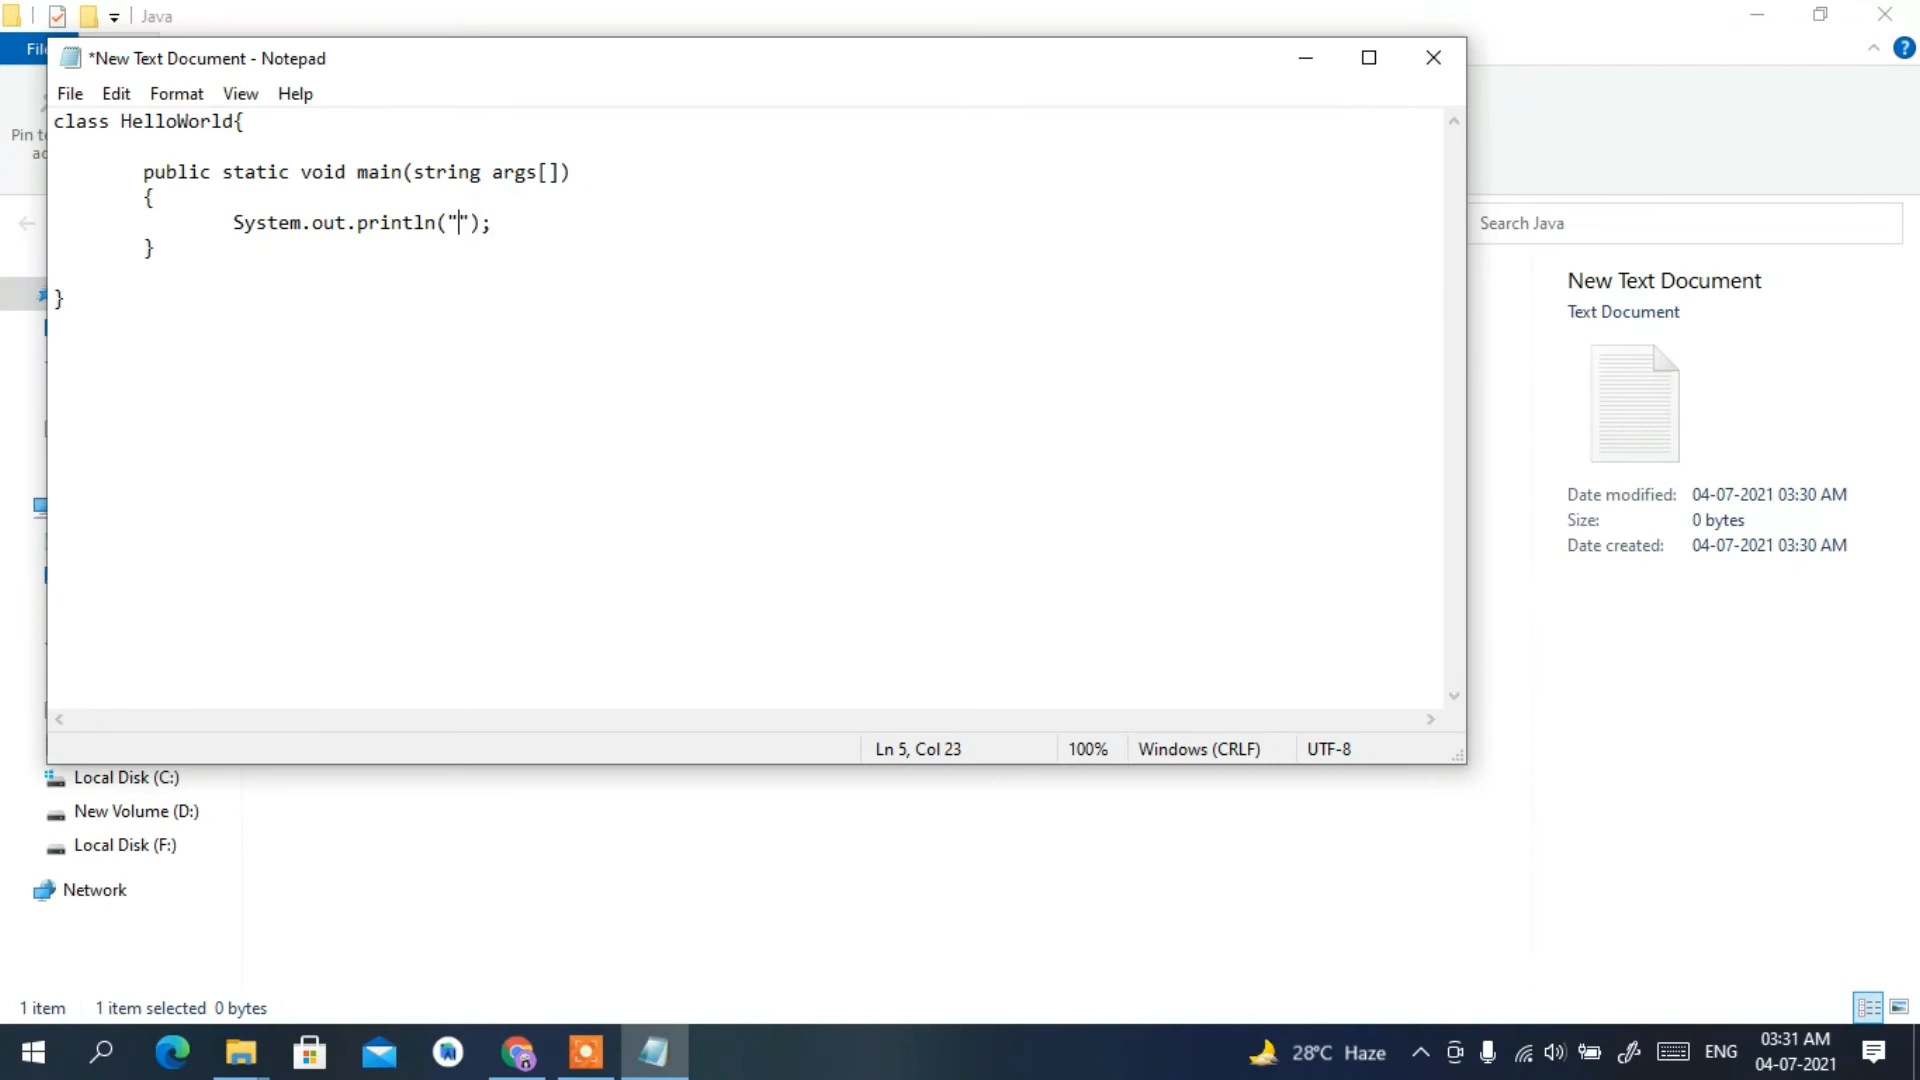 Java
File
*New Text Document - Notepad
File Edit Format View Help
class HelloWorld{
public static void main(string args[])
{
System.out.println("");
}
}
Pin to
Search Java
New Text Document
Text Document
Date modified: 04-07-2021 03:30 AM
Size: 0 bytes
Date created: 04-07-2021 03:30 AM
Ln 5, Col 23 100% Windows (CRLF) UTF-8
Local Disk (C:)
New Volume (D:)
Local Disk (F:)
Network
1 item 1 item selected 0 bytes
28°C Haze ENG 03:31 AM
04-07-2021